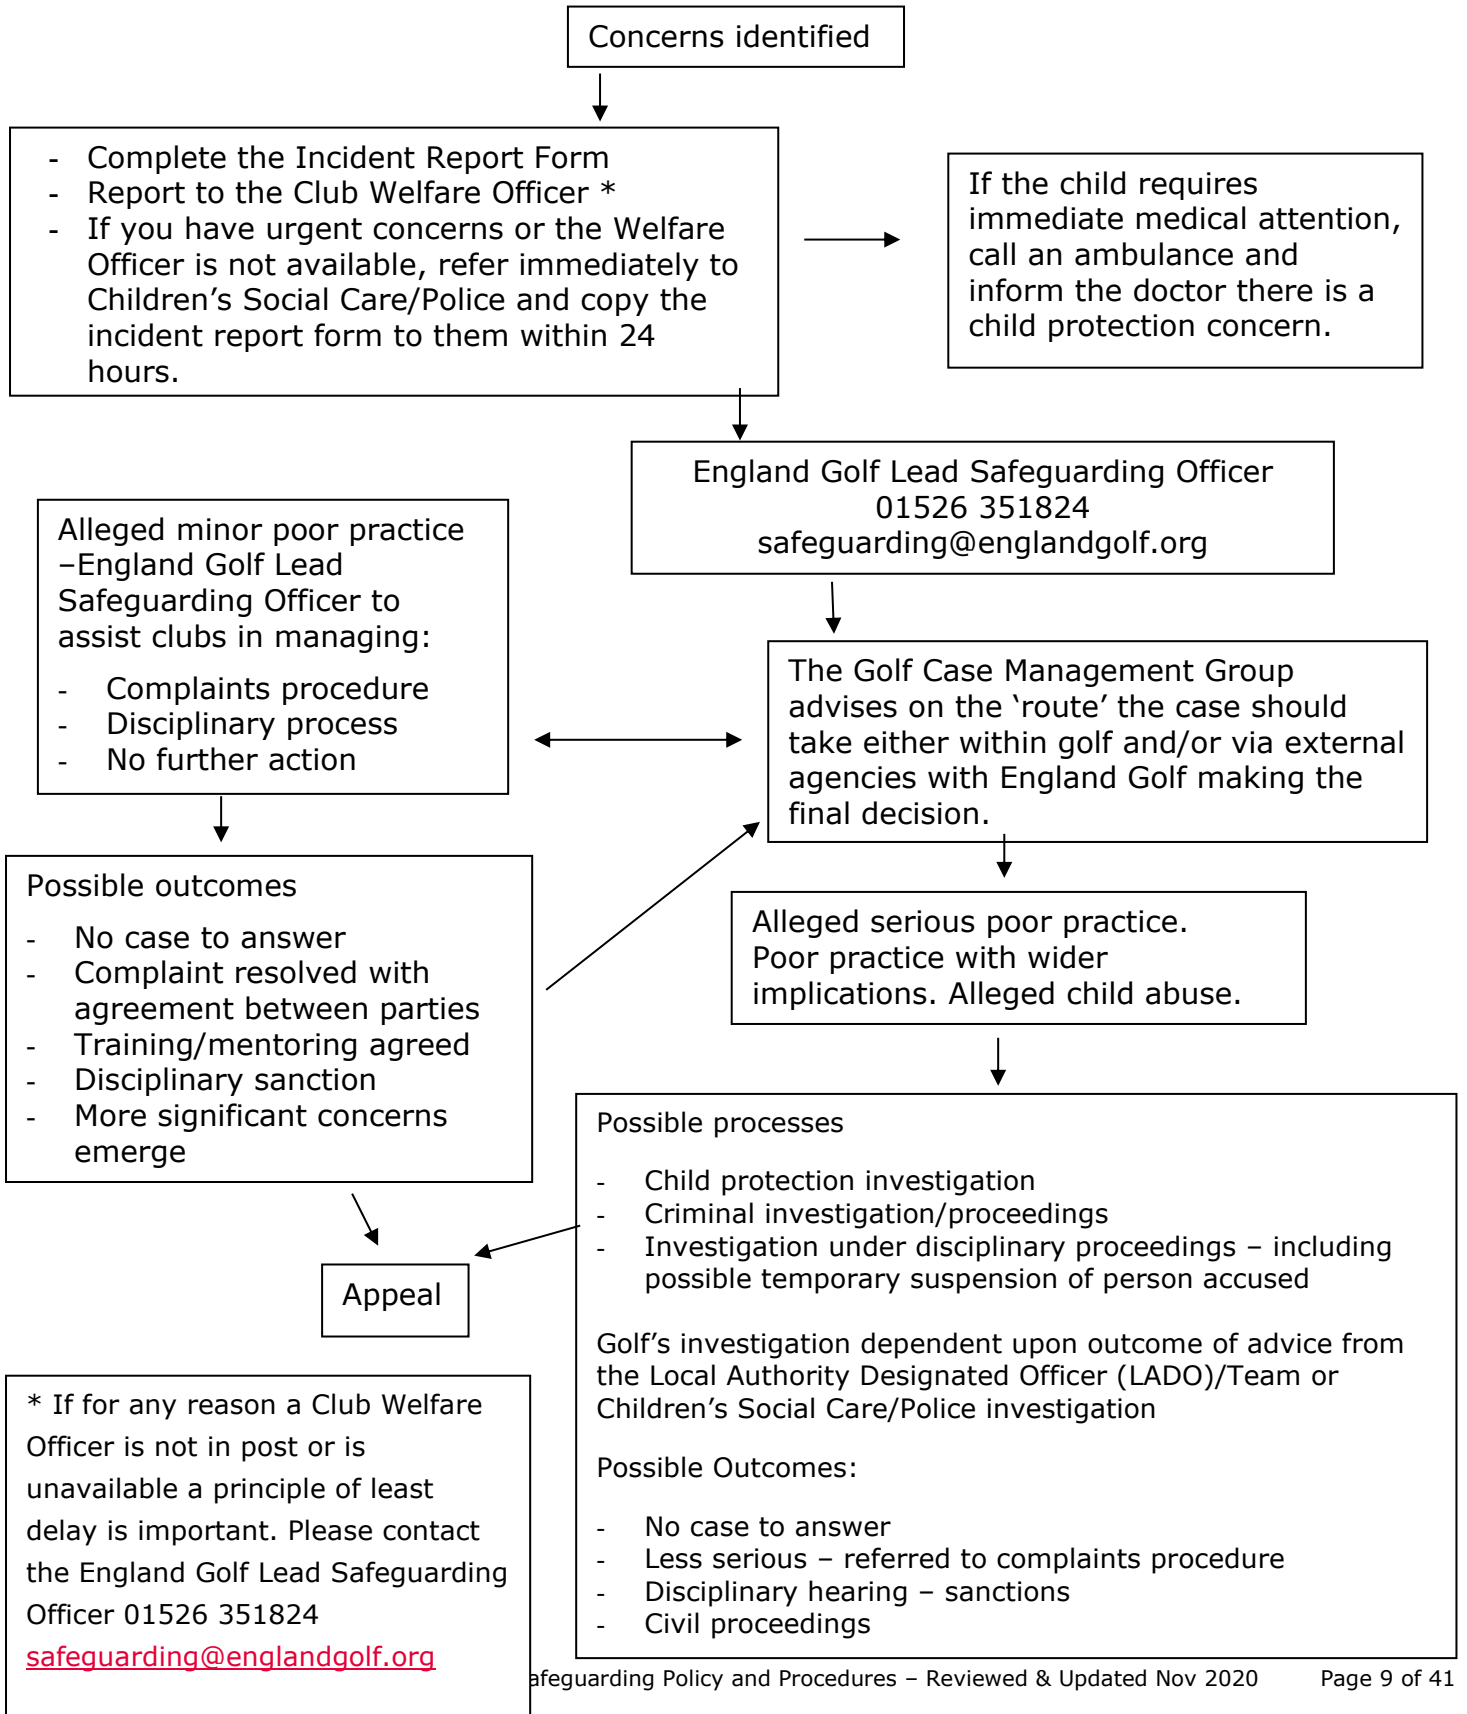 Concerns identified
- Complete the Incident Report Form
- Report to the Club Welfare Officer *
- If you have urgent concerns or the Welfare
Officer is not available, refer immediately to
Children’s Social Care/Police and copy the
incident report form to them within 24
hours.
If the child requires
immediate medical attention,
call an ambulance and
inform the doctor there is a
child protection concern.
England Golf Lead Safeguarding Officer
01526 351824
safeguarding@englandgolf.org
Alleged minor poor practice
–England Golf Lead
Safeguarding Officer to
assist clubs in managing:
- Complaints procedure
- Disciplinary process
- No further action
The Golf Case Management Group
advises on the ‘route’ the case should
take either within golf and/or via external
agencies with England Golf making the
final decision.
Possible outcomes
- No case to answer
- Complaint resolved with
agreement between parties
- Training/mentoring agreed
- Disciplinary sanction
- More significant concerns
emerge
Alleged serious poor practice.
Poor practice with wider
implications. Alleged child abuse.
Possible processes
- Child protection investigation
- Criminal investigation/proceedings
- Investigation under disciplinary proceedings – including
possible temporary suspension of person accused
Golf’s investigation dependent upon outcome of advice from
the Local Authority Designated Officer (LADO)/Team or
Children’s Social Care/Police investigation
Possible Outcomes:
- No case to answer
- Less serious – referred to complaints procedure
- Disciplinary hearing – sanctions
- Civil proceedings
Appeal
* If for any reason a Club Welfare
Officer is not in post or is
unavailable a principle of least
delay is important. Please contact
the England Golf Lead Safeguarding
Officer 01526 351824
safeguarding@englandgolf.org
afeguarding Policy and Procedures – Reviewed & Updated Nov 2020 Page 9 of 41